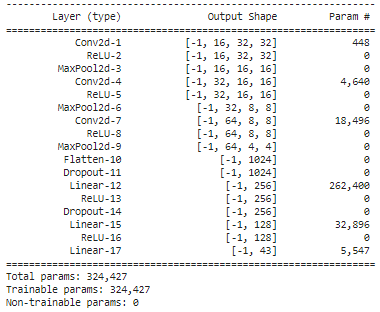 ----------------------------------------------------------------
Layer (type) Output Shape Param #
================================================================
Conv2d-1 [-1, 16, 32, 32] 448
ReLU-2 [-1, 16, 32, 32] 0
MaxPool2d-3 [-1, 16, 16, 16] 0
Conv2d-4 [-1, 32, 16, 16] 4,640
ReLU-5 [-1, 32, 16, 16] 0
MaxPool2d-6 [-1, 32, 8, 8] 0
Conv2d-7 [-1, 64, 8, 8] 18,496
ReLU-8 [-1, 64, 8, 8] 0
MaxPool2d-9 [-1, 64, 4, 4] 0
Flatten-10 [-1, 1024] 0
Dropout-11 [-1, 1024] 0
Linear-12 [-1, 256] 262,400
ReLU-13 [-1, 256] 0
Dropout-14 [-1, 256] 0
Linear-15 [-1, 128] 32,896
ReLU-16 [-1, 128] 0
Linear-17 [-1, 43] 5,547
================================================================
Total params: 324,427
Trainable params: 324,427
Non-trainable params: 0